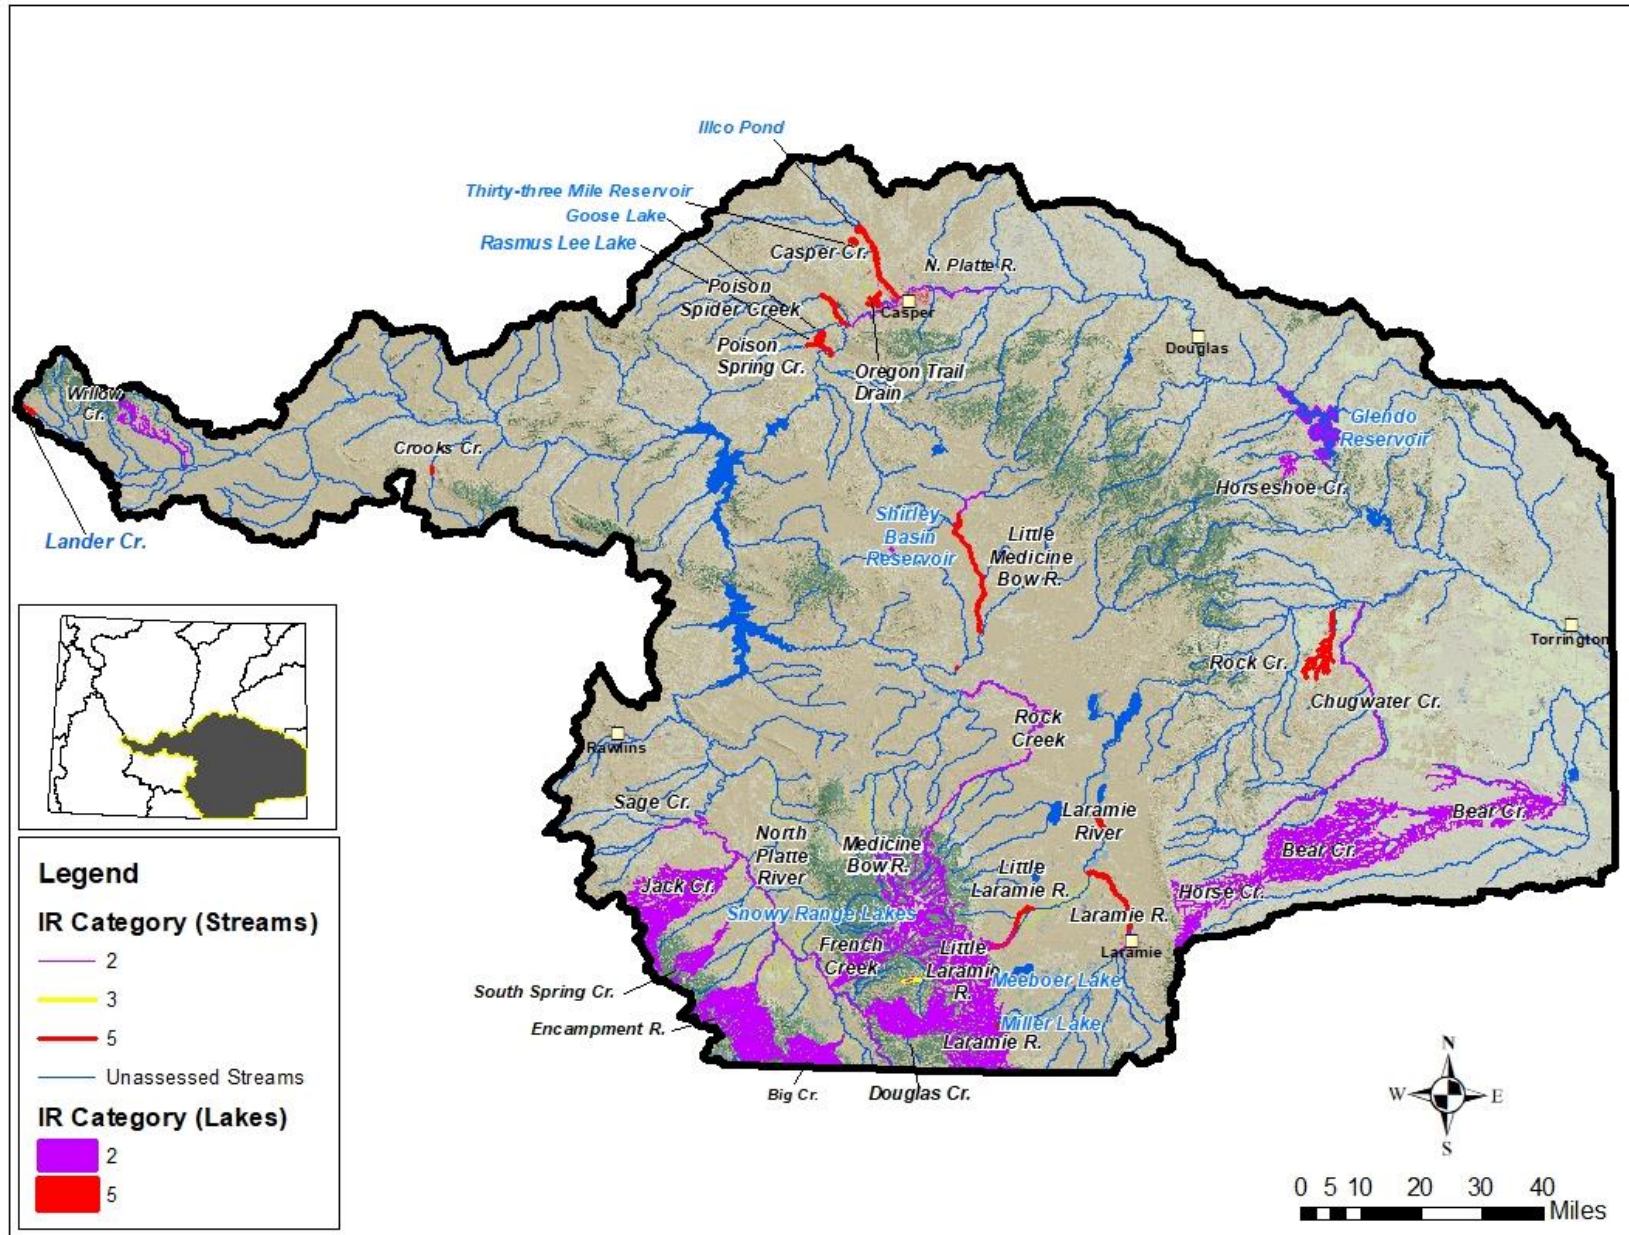 Illco Pond
Thirty-three Mile Reservoir
Goose Lake
Rasmus Lee Lake
Casper Cr.
N. Platte R.
Poison
Spider Creek
Casper
Poison
Spring Cr.
Oregon Trail
Drain
Douglas
Willow
Cr.
Crooks Cr.
Glendo
Reservoir
Horseshoe Cr.
Lander Cr.
Shirley
Basin
Reservoir
Little
Medicine
Bow R.
Torrington
Rock Cr.
Chugwater Cr.
Rock
Creek
Rawlins
Sage Cr.
North
Platte
River
Medicine
Bow R.
Laramie
River
Bear Cr.
Bear Cr.
Little
Laramie R.
Jack Cr.
Horse Cr.
Snowy Range Lakes
Laramie R.
French
Creek
Little
Laramie
R.
Laramie
Meeboer Lake
South Spring Cr.
Encampment R.
Miller Lake
Laramie R.
Big Cr.
Douglas Cr.
Legend
IR Category (Streams)
2
3
5
Unassessed Streams
IR Category (Lakes)
2
5
N
W E
S
0 5 10 20 30 40
Miles